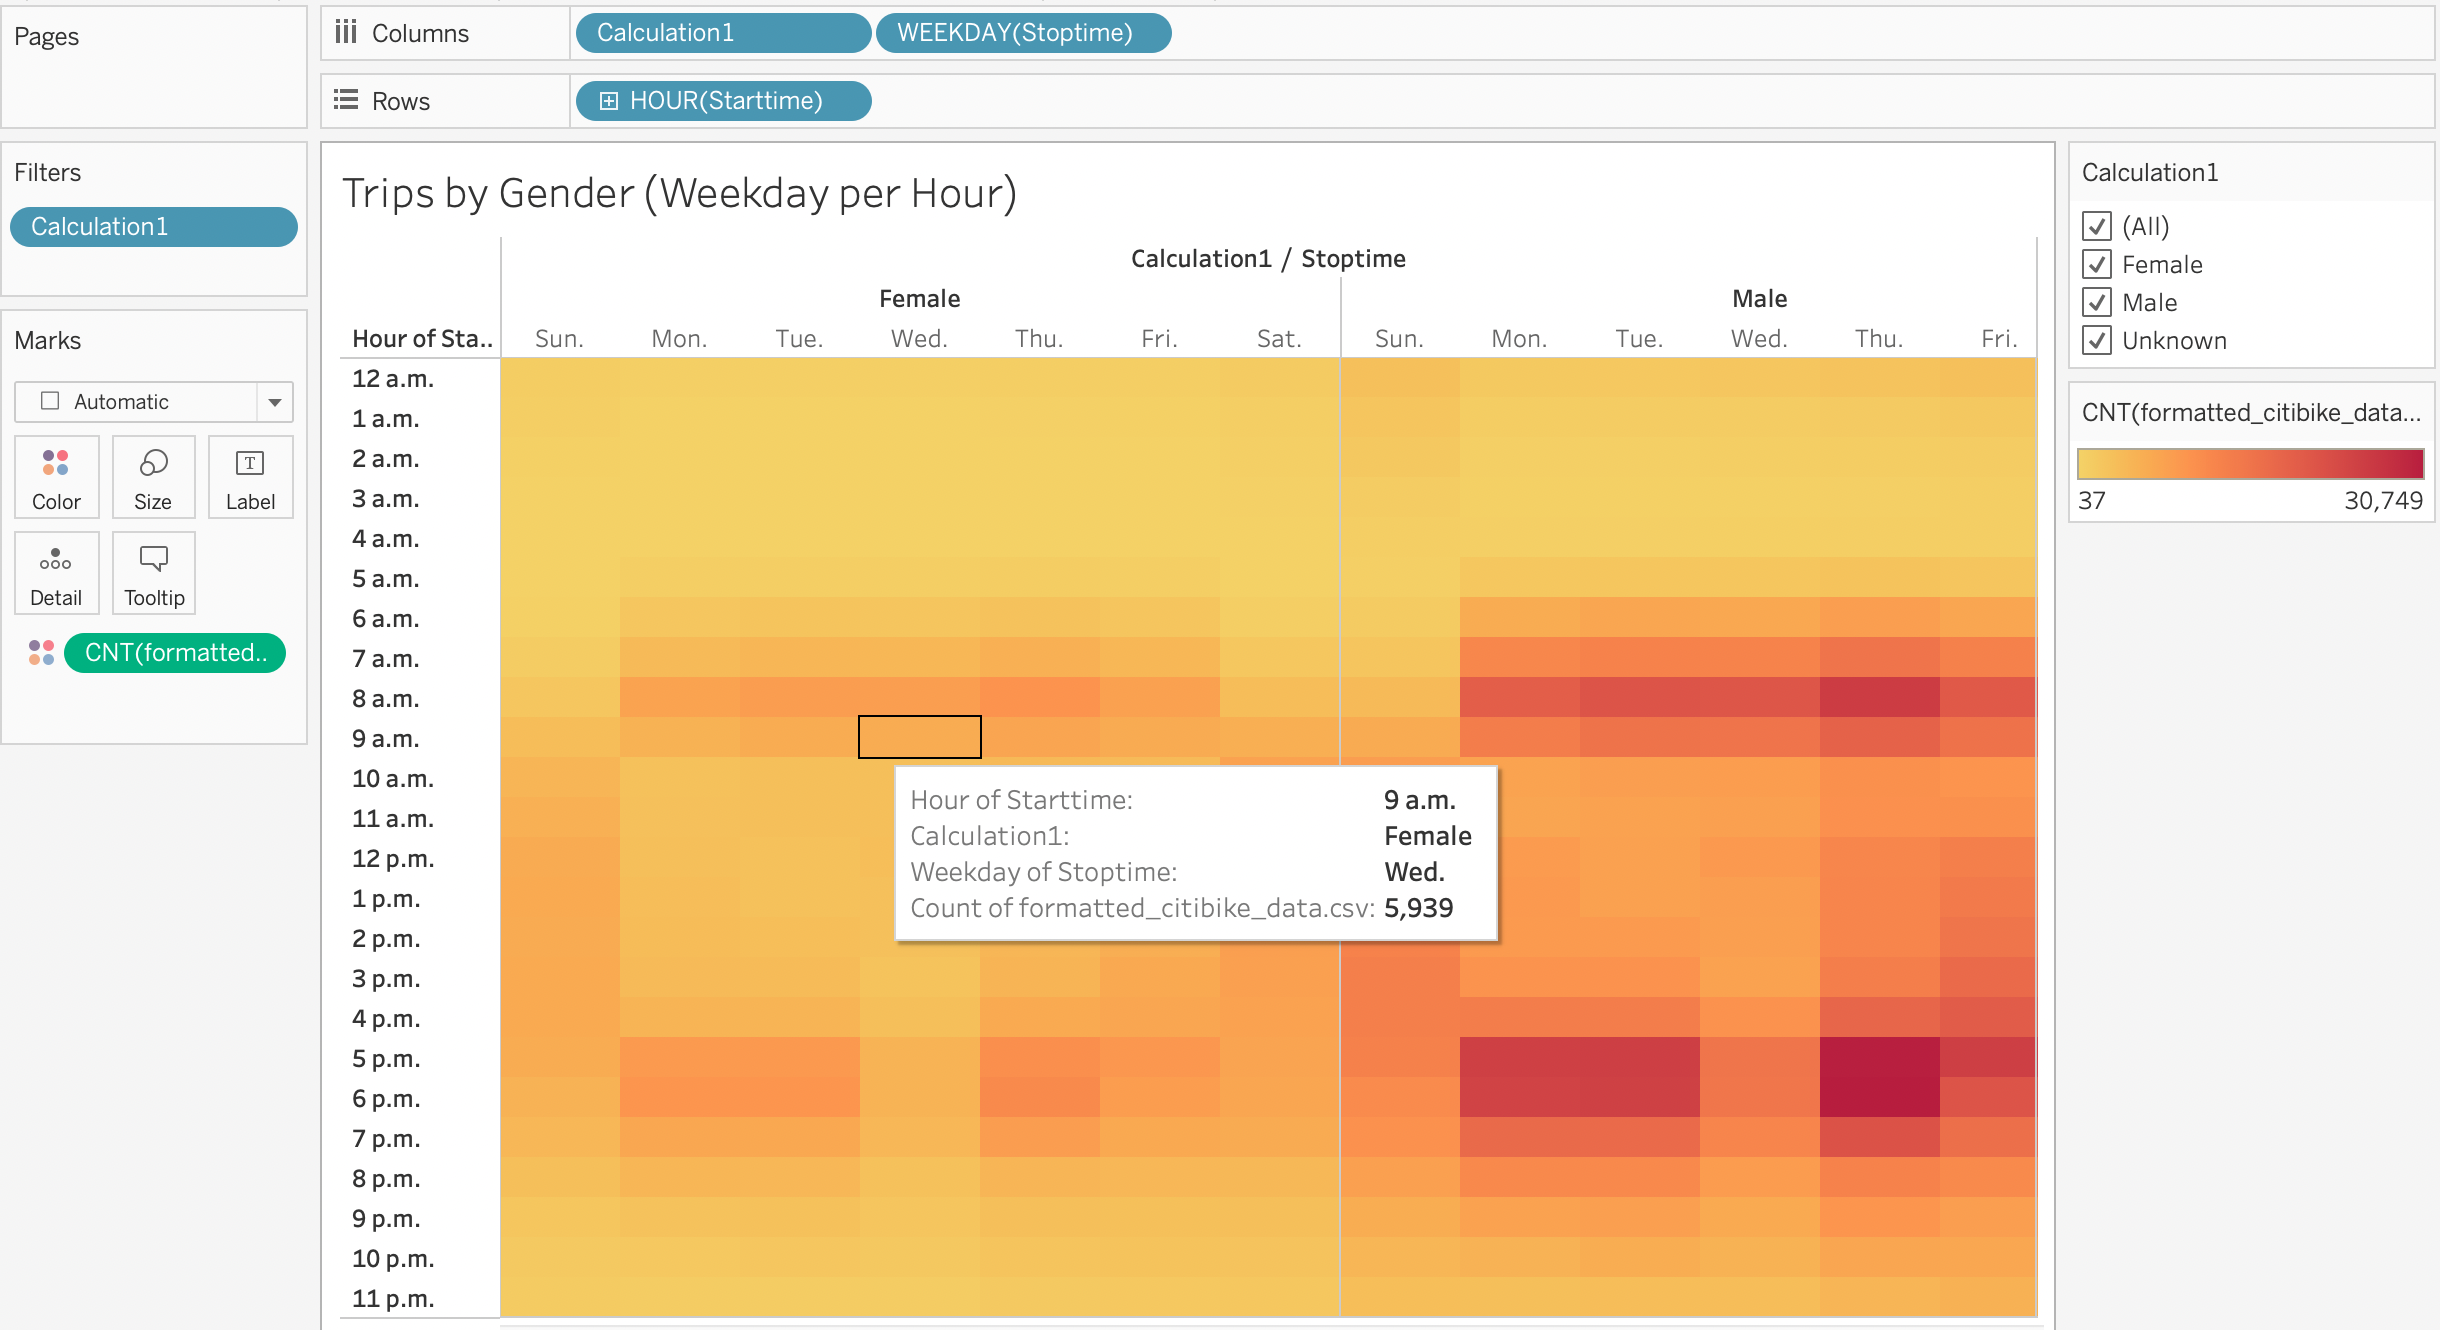 Pages
Columns
Calculation1
WEEKDAY(Stoptime)
Rows
HOUR(Starttime)
Filters
Calculation1
Marks
Automatic
Color
Size
Label
Detail
Tooltip
CNT(formatted..
Trips by Gender (Weekday per Hour)
Calculation1 / Stoptime
Female
Male
Hour of Sta..
Sun.
Mon.
Tue.
Wed.
Thu.
Fri.
Sat.
Sun.
Mon.
Tue.
Wed.
Thu.
Fri.
12 a.m.
1 a.m.
2 a.m.
3 a.m.
4 a.m.
5 a.m.
6 a.m.
7 a.m.
8 a.m.
9 a.m.
10 a.m.
11 a.m.
12 p.m.
1 p.m.
2 p.m.
3 p.m.
4 p.m.
5 p.m.
6 p.m.
7 p.m.
8 p.m.
9 p.m.
10 p.m.
11 p.m.
Hour of Starttime: 9 a.m.
Calculation1: Female
Weekday of Stoptime: Wed.
Count of formatted_citibike_data.csv: 5,939
Calculation1
(All)
Female
Male
Unknown
CNT(formatted_citibike_data...
37
30,749